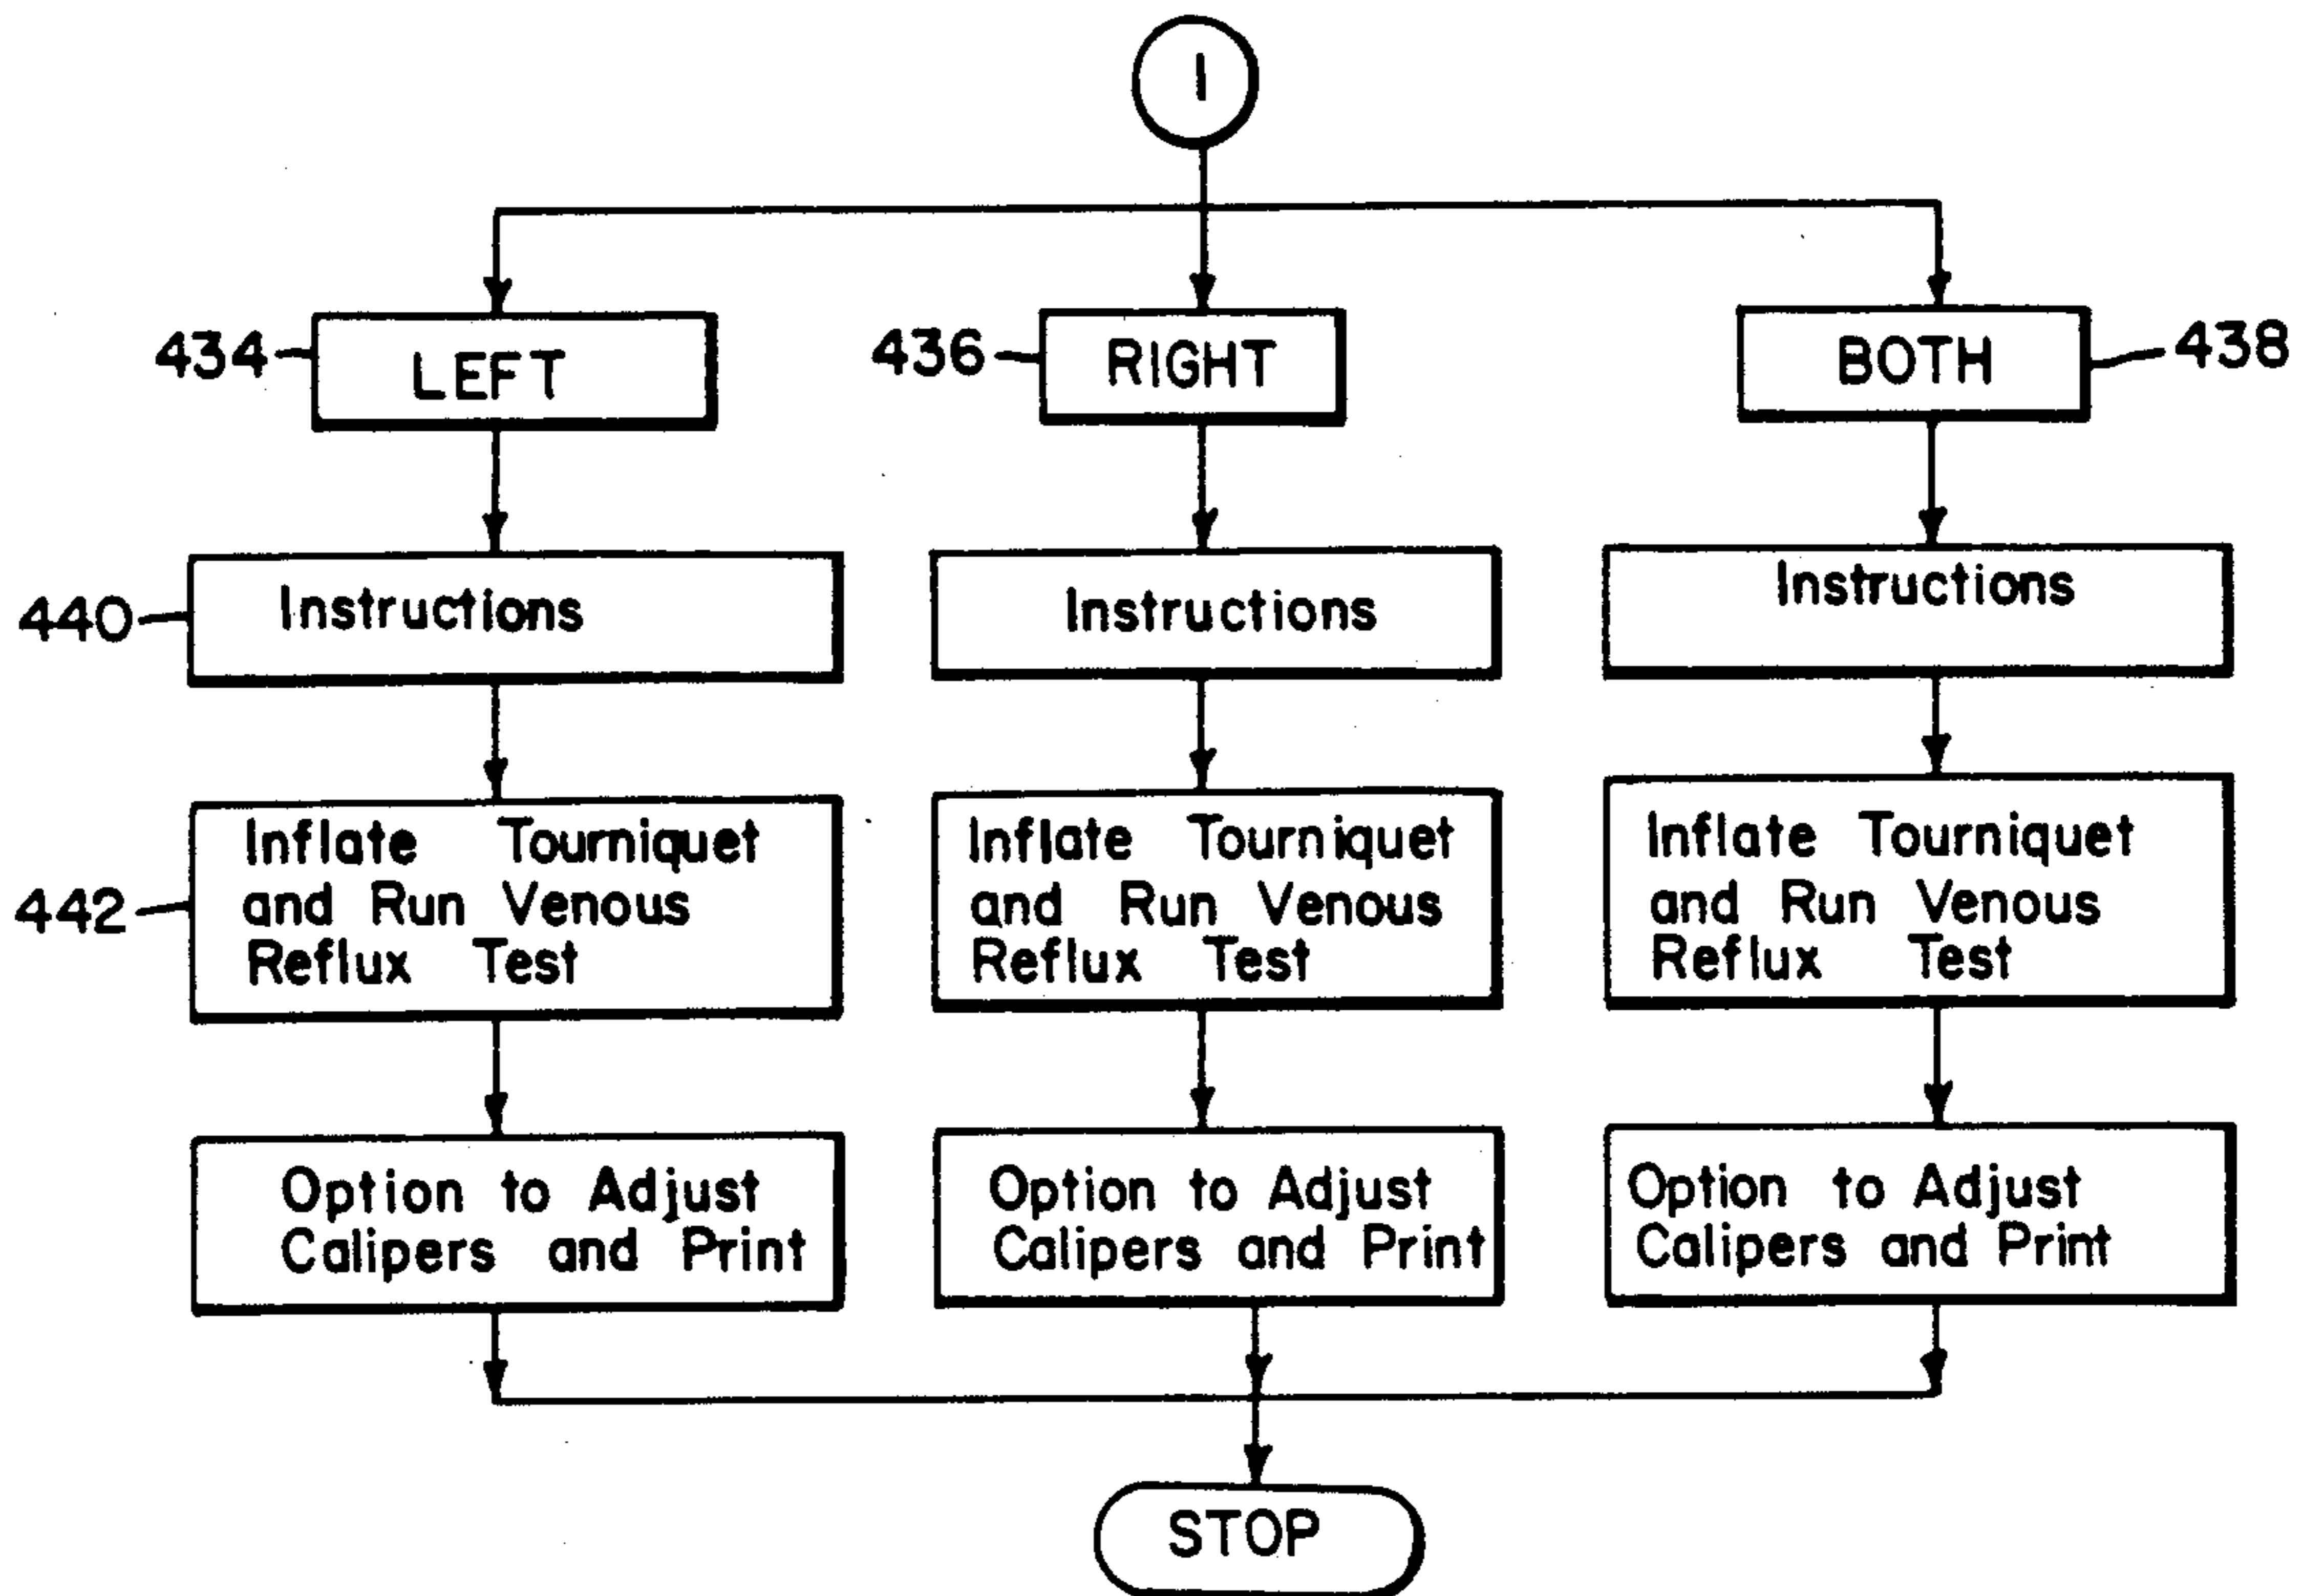 1
434
LEFT
436
RIGHT
BOTH
438
440
Instructions
Instructions
Instructions
442
Inflate Tourniquet
and Run Venous
Reflux Test
Inflate Tourniquet
and Run Venous
Reflux Test
Inflate Tourniquet
and Run Venous
Reflux Test
Option to Adjust
Calipers and Print
Option to Adjust
Calipers and Print
Option to Adjust
Calipers and Print
STOP